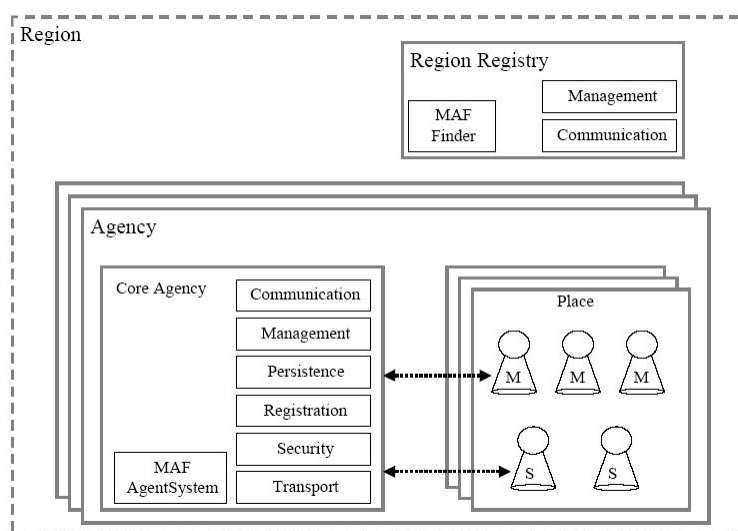 Region
Region Registry
MAF
Finder
Management
Communication
Agency
Core Agency
Communication
Management
Persistence
Registration
Security
Transport
MAF
AgentSystem
Place
M
M
M
S
S